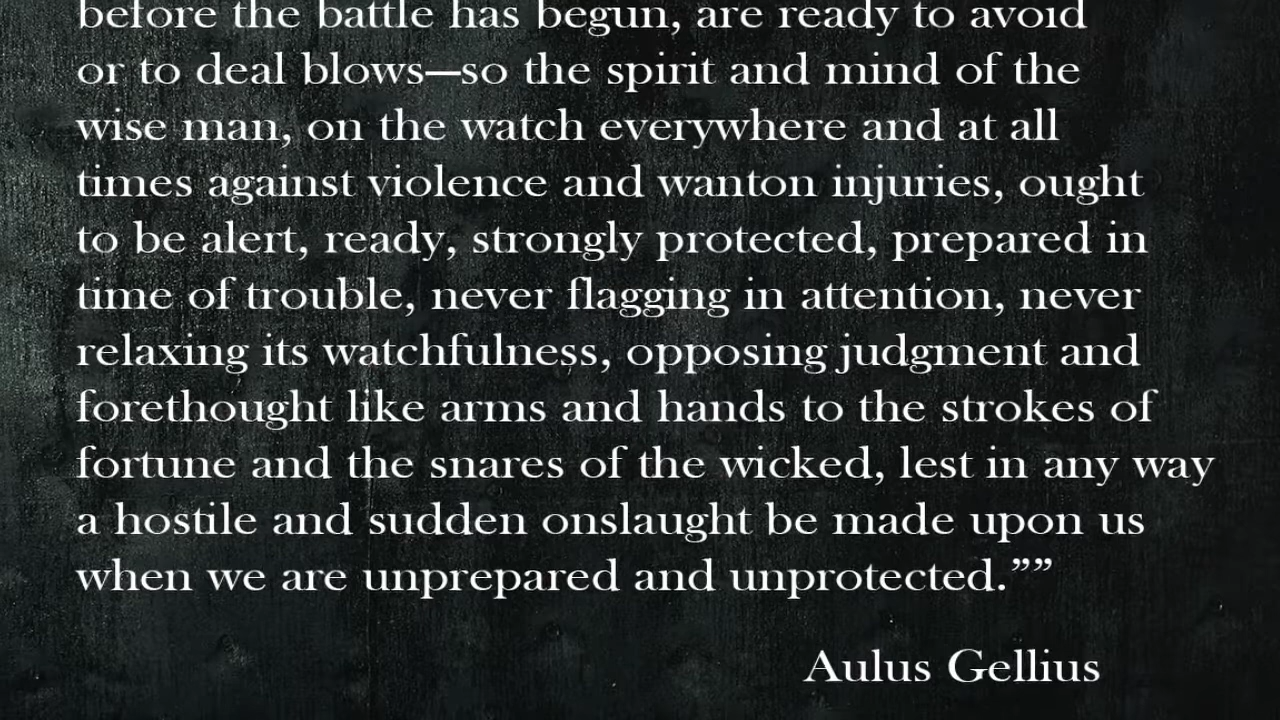 before the battle has begun, are ready to avoid
or to deal blows—so the spirit and mind of the
wise man, on the watch everywhere and at all
times against violence and wanton injuries, ought
to be alert, ready, strongly protected, prepared in
time of trouble, never flagging in attention, never
relaxing its watchfulness, opposing judgment and
forethought like arms and hands to the strokes of
fortune and the snares of the wicked, lest in any way
a hostile and sudden onslaught be made upon us
when we are unprepared and unprotected.””
Aulus Gellius